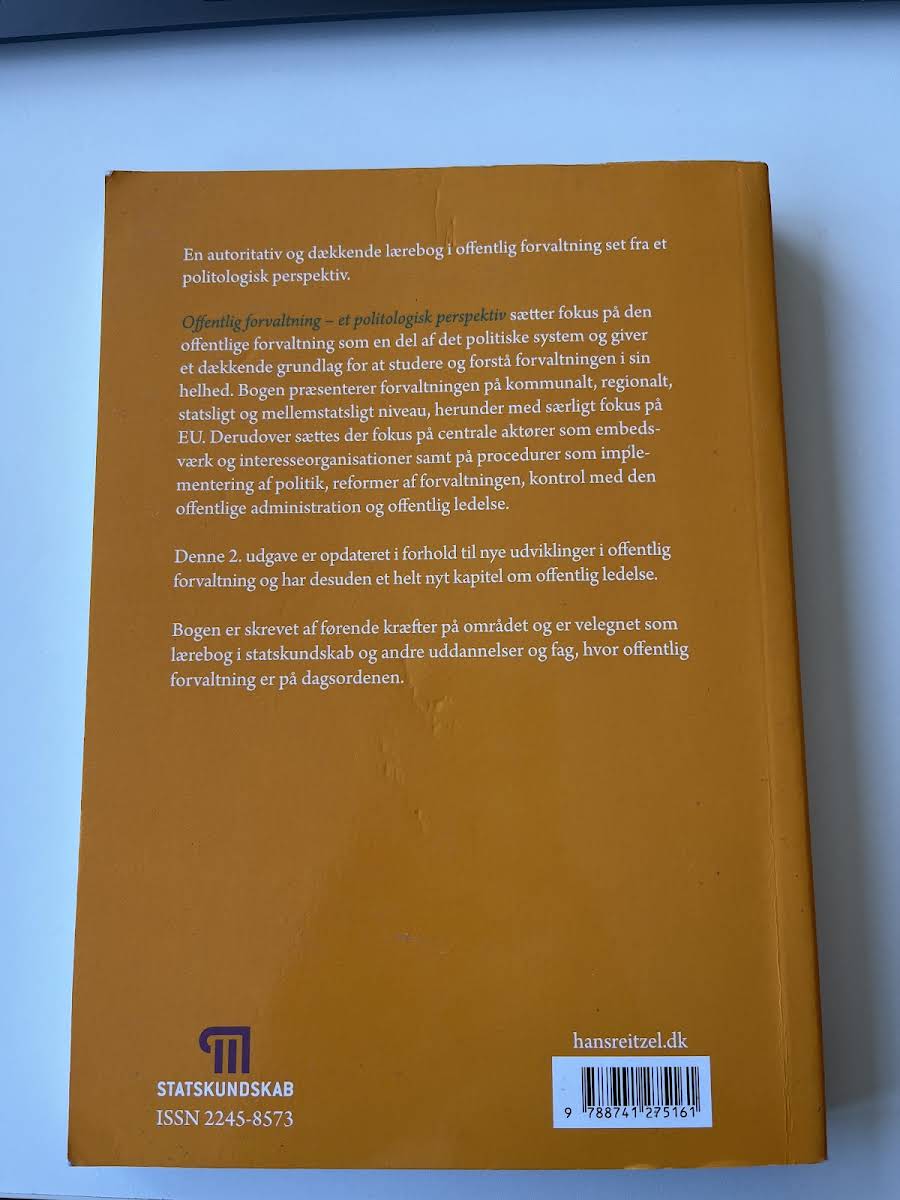 En autoritativ og dækkende lærebog i offentlig forvaltning set fra et
politologisk perspektiv.
Offentlig forvaltning – et politologisk perspektiv sætter fokus på den
offentlige forvaltning som en del af det politiske system og giver
et dækkende grundlag for at studere og forstå forvaltningen i sin
helhed. Bogen præsenterer forvaltningen på kommunalt, regionalt,
statsligt og mellemstatsligt niveau, herunder med særligt fokus på
EU. Derudover sættes der fokus på centrale aktører som embeds-
værk og interesseorganisationer samt på procedurer som imple-
mentering af politik, reformer af forvaltningen, kontrol med den
offentlige administration og offentlig ledelse.
Denne 2. udgave er opdateret i forhold til nye udviklinger i offentlig
forvaltning og har desuden et helt nyt kapitel om offentlig ledelse.
Bogen er skrevet af førende kræfter på området og er velegnet som
lærebog i statskundskab og andre uddannelser og fag, hvor offentlig
forvaltning er på dagsordenen.
STATSKUNDSKAB
ISSN 2245-8573
hansreitzel.dk
9 788741 275161